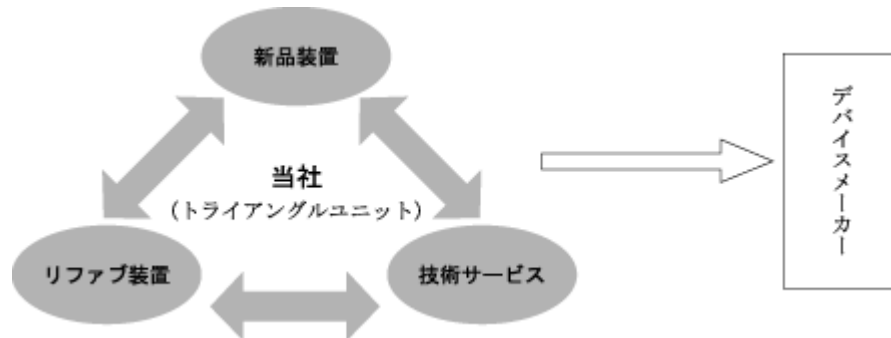 新品装置
当社
(トライアングルユニット)
リファブ装置
技術サービス
デバイスメーカー